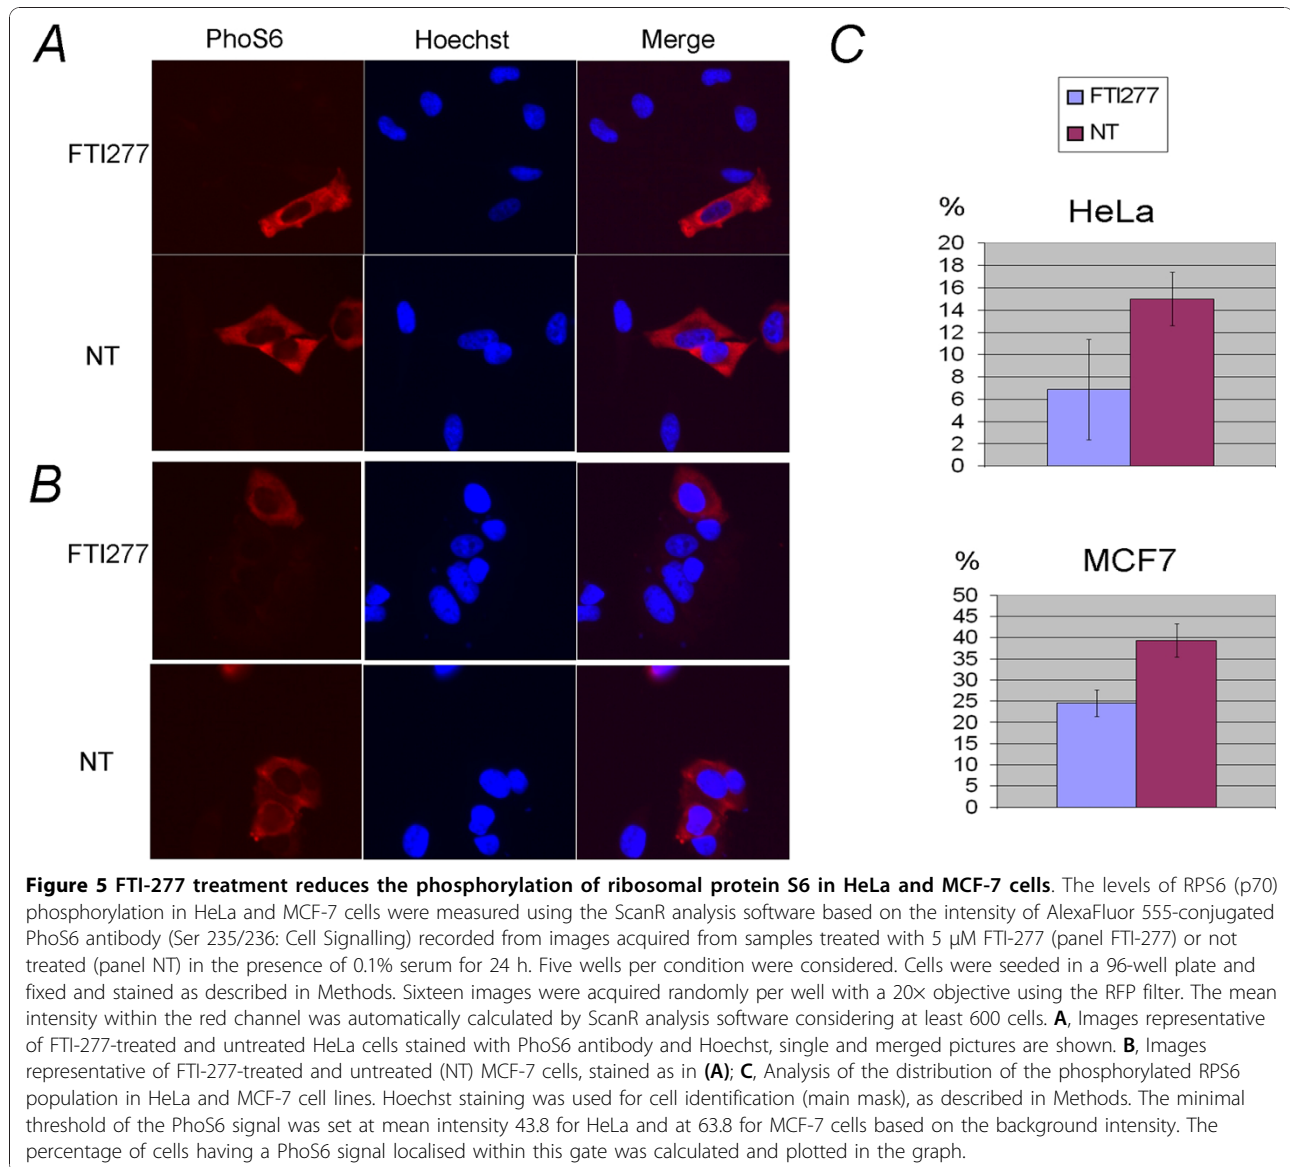 A
PhoS6
Hoechst
Merge
FTI277
NT
B
FTI277
NT
C
FTI277
NT
%
HeLa
20
18
16
14
12
10
8
6
4
2
0
%
MCF7
50
45
40
35
30
25
20
15
10
5
0
Figure 5 FTI-277 treatment reduces the phosphorylation of ribosomal protein S6 in HeLa and MCF-7 cells. The levels of RPS6 (p70)
phosphorylation in HeLa and MCF-7 cells were measured using the ScanR analysis software based on the intensity of AlexaFluor 555-conjugated
PhoS6 antibody (Ser 235/236: Cell Signalling) recorded from images acquired from samples treated with 5 μM FTI-277 (panel FTI-277) or not
treated (panel NT) in the presence of 0.1% serum for 24 h. Five wells per condition were considered. Cells were seeded in a 96-well plate and
fixed and stained as described in Methods. Sixteen images were acquired randomly per well with a 20× objective using the RFP filter. The mean
intensity within the red channel was automatically calculated by ScanR analysis software considering at least 600 cells. A, Images representative
of FTI-277-treated and untreated HeLa cells stained with PhoS6 antibody and Hoechst, single and merged pictures are shown. B, Images
representative of FTI-277-treated and untreated (NT) MCF-7 cells, stained as in (A); C, Analysis of the distribution of the phosphorylated RPS6
population in HeLa and MCF-7 cell lines. Hoechst staining was used for cell identification (main mask), as described in Methods. The minimal
threshold of the PhoS6 signal was set at mean intensity 43.8 for HeLa and at 63.8 for MCF-7 cells based on the background intensity. The
percentage of cells having a PhoS6 signal localised within this gate was calculated and plotted in the graph.